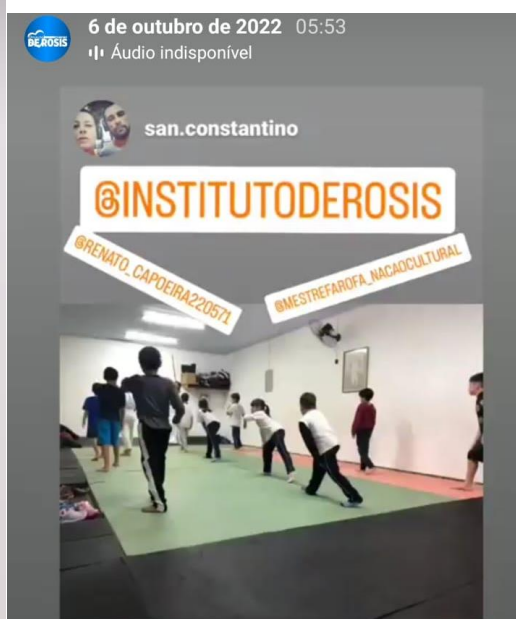 DEROSIS
6 de outubro de 2022 05:53
Áudio indisponível
san.constantino
@INSTITUTODEROSIS
@RENATO_CAPOEIRA220571
@MESTREFAROFA_NACAOCULTURAL